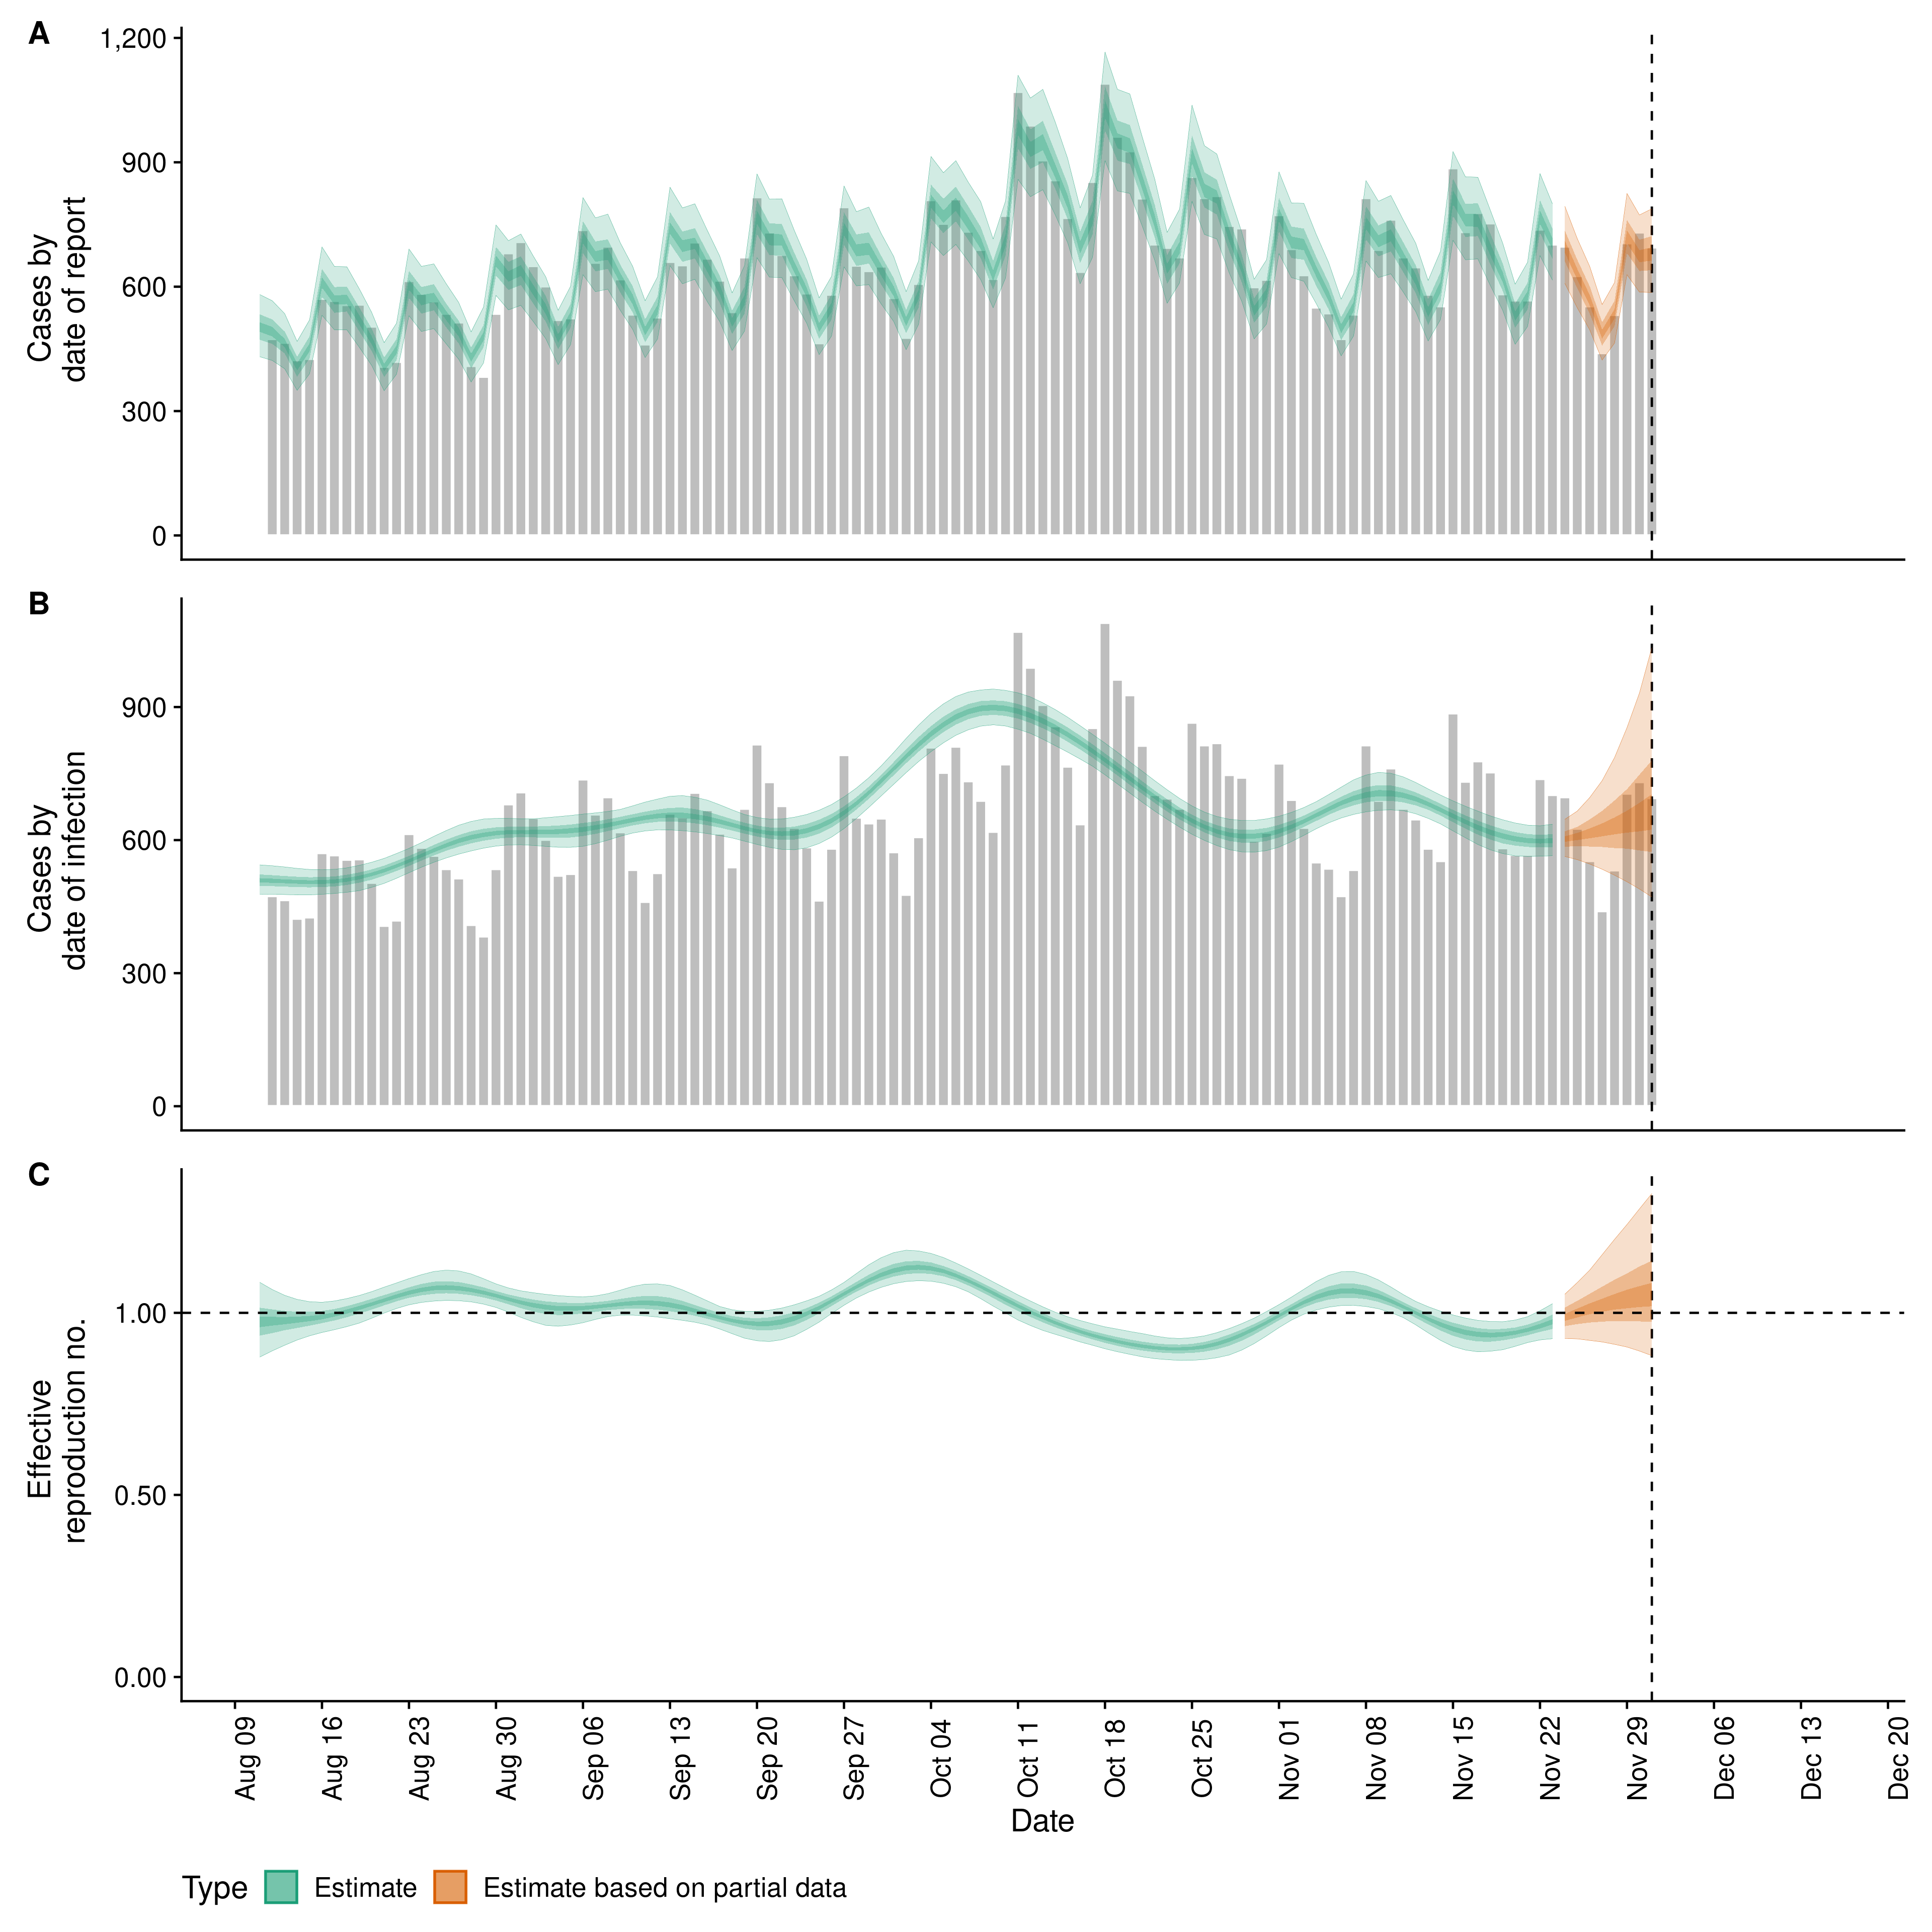 A
Cases by
date of report
1,200
900
600
300
0
B
Cases by
date of infection
900
600
300
0
C
Effective
reproduction no.
1.00
0.50
0.00
Aug 09
Aug 16
Aug 23
Aug 30
Sep 06
Sep 13
Sep 20
Sep 27
Oct 04
Oct 11
Oct 18
Oct 25
Nov 01
Nov 08
Nov 15
Nov 22
Nov 29
Dec 06
Dec 13
Dec 20
Date
Type Estimate Estimate based on partial data